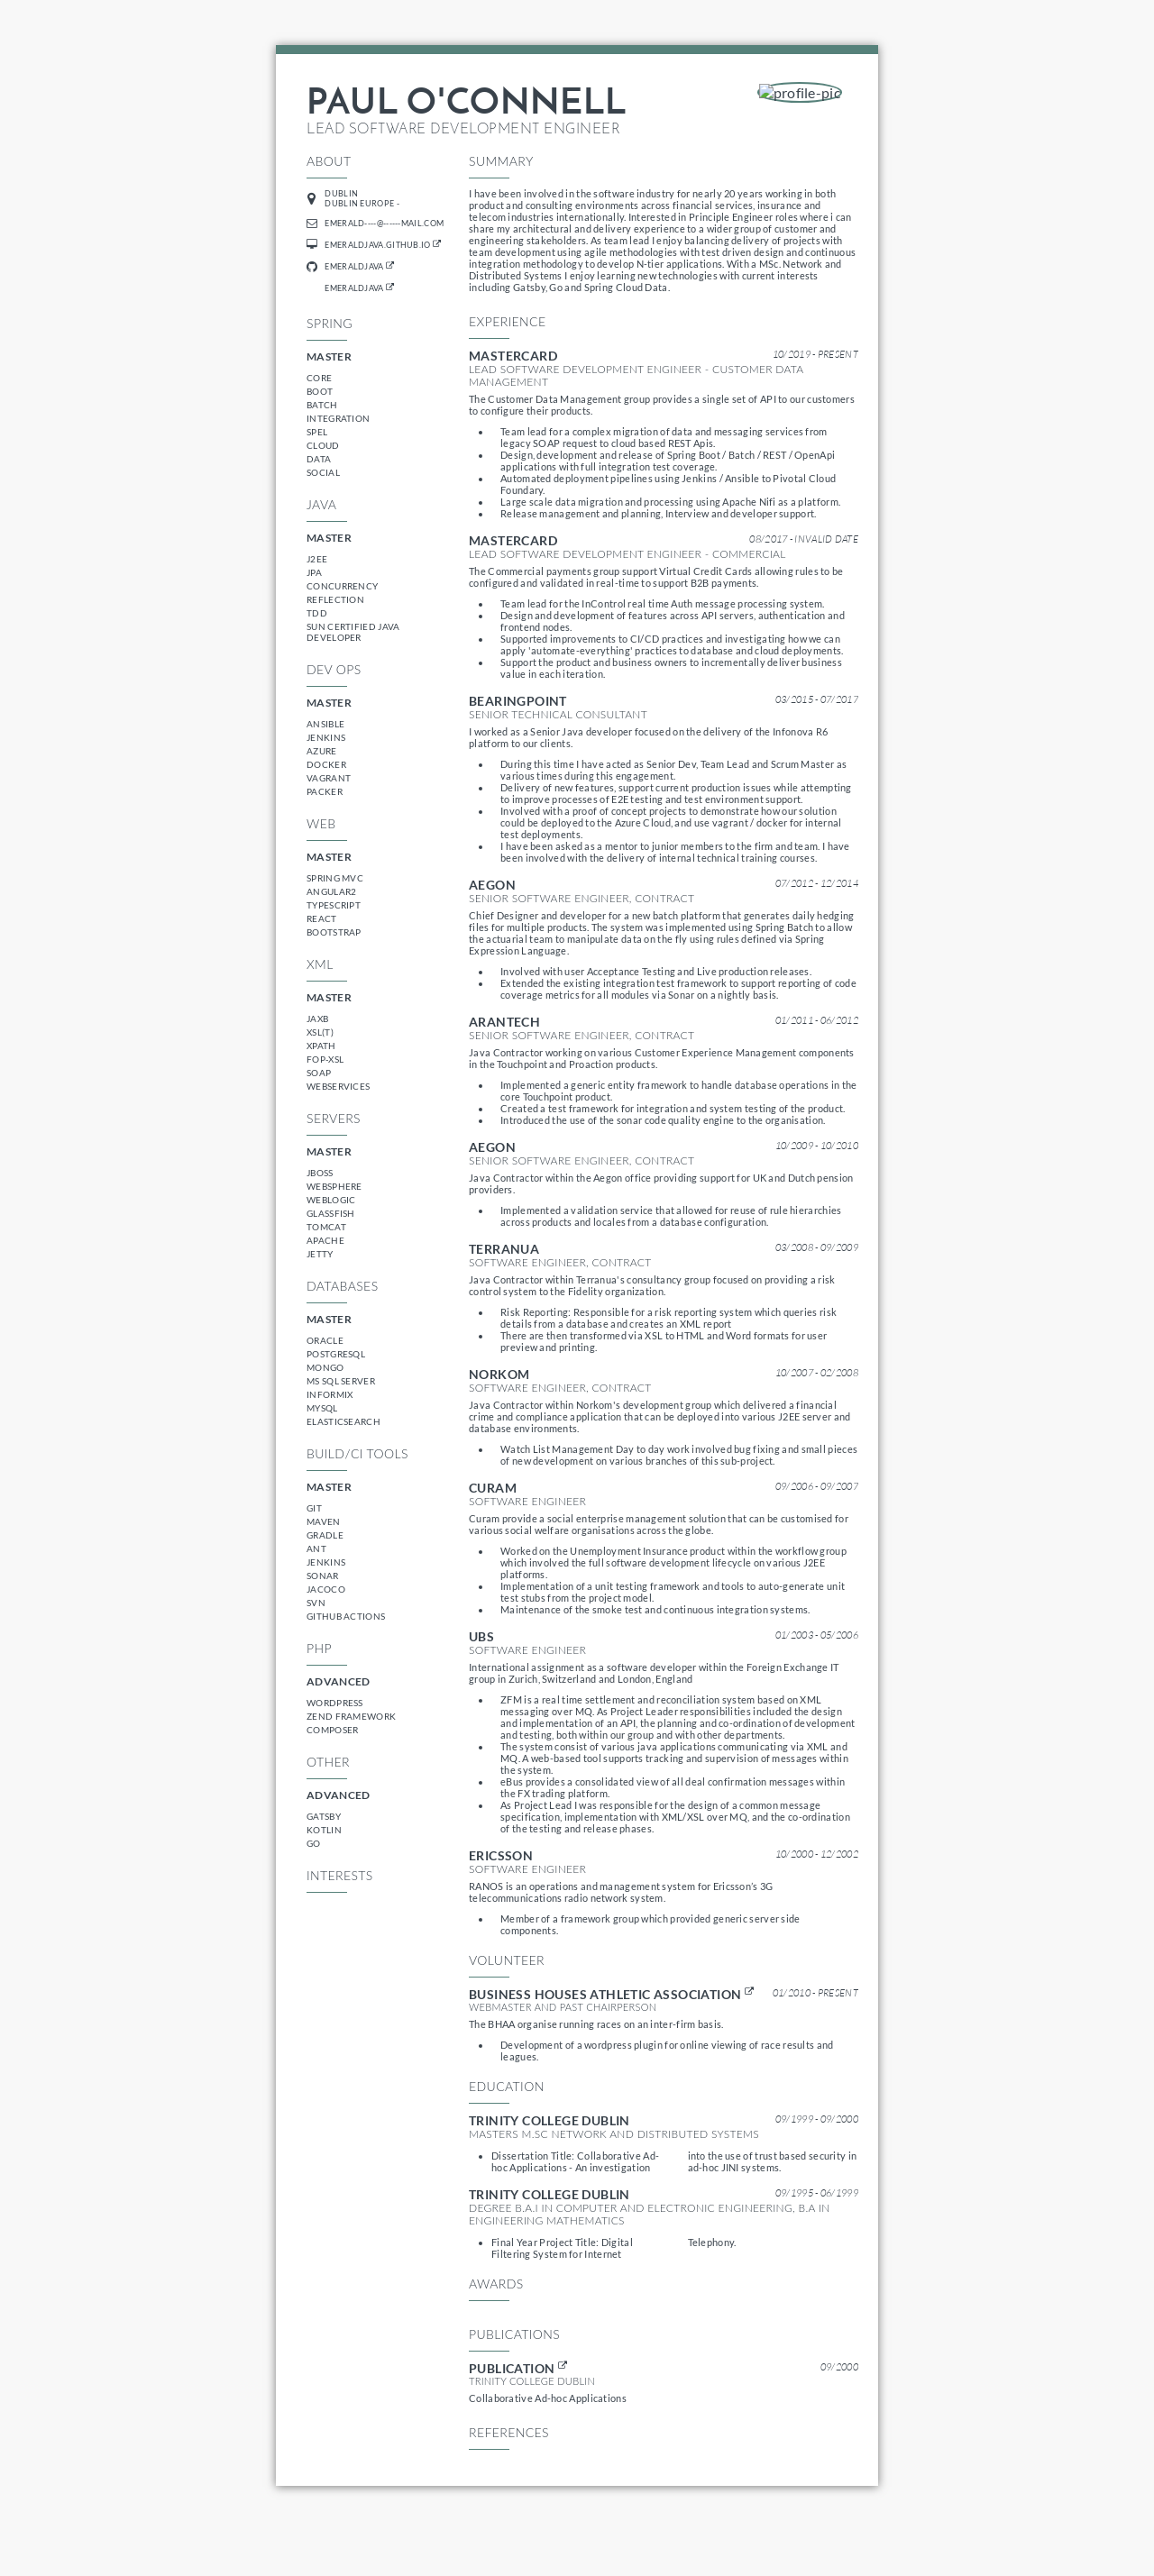 PAUL O'CONNELL
LEAD SOFTWARE DEVELOPMENT ENGINEER
profile-pic
ABOUT
DUBLIN
DUBLIN EUROPE -
EMERALD----@-----MAIL.COM
EMERALDJAVA.GITHUB.IO
EMERALDJAVA
EMERALDJAVA
SPRING
MASTER
CORE
BOOT
BATCH
INTEGRATION
SPEL
CLOUD
DATA
SOCIAL
JAVA
MASTER
J2EE
JPA
CONCURRENCY
REFLECTION
TDD
SUN CERTIFIED JAVA
DEVELOPER
DEV OPS
MASTER
ANSIBLE
JENKINS
AZURE
DOCKER
VAGRANT
PACKER
WEB
MASTER
SPRING MVC
ANGULAR2
TYPESCRIPT
REACT
BOOTSTRAP
XML
MASTER
JAXB
XSL(T)
XPATH
FOP-XSL
SOAP
WEBSERVICES
SERVERS
MASTER
JBOSS
WEBSPHERE
WEBLOGIC
GLASSFISH
TOMCAT
APACHE
JETTY
DATABASES
MASTER
ORACLE
POSTGRESQL
MONGO
MS SQL SERVER
INFORMIX
MYSQL
ELASTICSEARCH
BUILD/CI TOOLS
MASTER
GIT
MAVEN
GRADLE
ANT
JENKINS
SONAR
JACOCO
SVN
GITHUB ACTIONS
PHP
ADVANCED
WORDPRESS
ZEND FRAMEWORK
COMPOSER
OTHER
ADVANCED
GATSBY
KOTLIN
GO
INTERESTS
SUMMARY
I have been involved in the software industry for nearly 20 years working in both
product and consulting environments across financial services, insurance and
telecom industries internationally. Interested in Principle Engineer roles where i can
share my architectural and delivery experience to a wider group of customer and
engineering stakeholders. As team lead I enjoy balancing delivery of projects with
team development using agile methodologies with test driven design and continuous
integration methodology to develop N-tier applications. With a MSc. Network and
Distributed Systems I enjoy learning new technologies with current interests
including Gatsby, Go and Spring Cloud Data.
EXPERIENCE
MASTERCARD 10/2019 - PRESENT
LEAD SOFTWARE DEVELOPMENT ENGINEER - CUSTOMER DATA
MANAGEMENT
The Customer Data Management group provides a single set of API to our customers
to configure their products.
• Team lead for a complex migration of data and messaging services from
legacy SOAP request to cloud based REST Apis.
• Design, development and release of Spring Boot / Batch / REST / OpenApi
applications with full integration test coverage.
• Automated deployment pipelines using Jenkins / Ansible to Pivotal Cloud
Foundary.
• Large scale data migration and processing using Apache Nifi as a platform.
• Release management and planning, Interview and developer support.
MASTERCARD 08/2017 - INVALID DATE
LEAD SOFTWARE DEVELOPMENT ENGINEER - COMMERCIAL
The Commercial payments group support Virtual Credit Cards allowing rules to be
configured and validated in real-time to support B2B payments.
• Team lead for the InControl real time Auth message processing system.
• Design and development of features across API servers, authentication and
frontend nodes.
• Supported improvements to CI/CD practices and investigating how we can
apply 'automate-everything' practices to database and cloud deployments.
• Support the product and business owners to incrementally deliver business
value in each iteration.
BEARINGPOINT 03/2015 - 07/2017
SENIOR TECHNICAL CONSULTANT
I worked as a Senior Java developer focused on the delivery of the Infonova R6
platform to our clients.
• During this time I have acted as Senior Dev, Team Lead and Scrum Master as
various times during this engagement.
• Delivery of new features, support current production issues while attempting
to improve processes of E2E testing and test environment support.
• Involved with a proof of concept projects to demonstrate how our solution
could be deployed to the Azure Cloud, and use vagrant / docker for internal
test deployments.
• I have been asked as a mentor to junior members to the firm and team. I have
been involved with the delivery of internal technical training courses.
AEGON 07/2012 - 12/2014
SENIOR SOFTWARE ENGINEER, CONTRACT
Chief Designer and developer for a new batch platform that generates daily hedging
files for multiple products. The system was implemented using Spring Batch to allow
the actuarial team to manipulate data on the fly using rules defined via Spring
Expression Language.
• Involved with user Acceptance Testing and Live production releases.
• Extended the existing integration test framework to support reporting of code
coverage metrics for all modules via Sonar on a nightly basis.
ARANTECH 01/2011 - 06/2012
SENIOR SOFTWARE ENGINEER, CONTRACT
Java Contractor working on various Customer Experience Management components
in the Touchpoint and Proaction products.
• Implemented a generic entity framework to handle database operations in the
core Touchpoint product.
• Created a test framework for integration and system testing of the product.
• Introduced the use of the sonar code quality engine to the organisation.
AEGON 10/2009 - 10/2010
SENIOR SOFTWARE ENGINEER, CONTRACT
Java Contractor within the Aegon office providing support for UK and Dutch pension
providers.
• Implemented a validation service that allowed for reuse of rule hierarchies
across products and locales from a database configuration.
TERRANUA 03/2008 - 09/2009
SOFTWARE ENGINEER, CONTRACT
Java Contractor within Terranua's consultancy group focused on providing a risk
control system to the Fidelity organization.
• Risk Reporting: Responsible for a risk reporting system which queries risk
details from a database and creates an XML report
• There are then transformed via XSL to HTML and Word formats for user
preview and printing.
NORKOM 10/2007 - 02/2008
SOFTWARE ENGINEER, CONTRACT
Java Contractor within Norkom's development group which delivered a financial
crime and compliance application that can be deployed into various J2EE server and
database environments.
• Watch List Management Day to day work involved bug fixing and small pieces
of new development on various branches of this sub-project.
CURAM 09/2006 - 09/2007
SOFTWARE ENGINEER
Curam provide a social enterprise management solution that can be customised for
various social welfare organisations across the globe.
• Worked on the Unemployment Insurance product within the workflow group
which involved the full software development lifecycle on various J2EE
platforms.
• Implementation of a unit testing framework and tools to auto-generate unit
test stubs from the project model.
• Maintenance of the smoke test and continuous integration systems.
UBS 01/2003 - 05/2006
SOFTWARE ENGINEER
International assignment as a software developer within the Foreign Exchange IT
group in Zurich, Switzerland and London, England
• ZFM is a real time settlement and reconciliation system based on XML
messaging over MQ. As Project Leader responsibilities included the design
and implementation of an API, the planning and co-ordination of development
and testing, both within our group and with other departments.
• The system consist of various java applications communicating via XML and
MQ. A web-based tool supports tracking and supervision of messages within
the system.
• eBus provides a consolidated view of all deal confirmation messages within
the FX trading platform.
• As Project Lead I was responsible for the design of a common message
specification, implementation with XML/XSL over MQ, and the co-ordination
of the testing and release phases.
ERICSSON 10/2000 - 12/2002
SOFTWARE ENGINEER
RANOS is an operations and management system for Ericsson's 3G
telecommunications radio network system.
• Member of a framework group which provided generic server side
components.
VOLUNTEER
BUSINESS HOUSES ATHLETIC ASSOCIATION 01/2010 - PRESENT
WEBMASTER AND PAST CHAIRPERSON
The BHAA organise running races on an inter-firm basis.
• Development of a wordpress plugin for online viewing of race results and
leagues.
EDUCATION
TRINITY COLLEGE DUBLIN 09/1999 - 09/2000
MASTERS M.SC NETWORK AND DISTRIBUTED SYSTEMS
• Dissertation Title: Collaborative Ad-
hoc Applications - An investigation
into the use of trust based security in
ad-hoc JINI systems.
TRINITY COLLEGE DUBLIN 09/1995 - 06/1999
DEGREE B.A.I IN COMPUTER AND ELECTRONIC ENGINEERING, B.A IN
ENGINEERING MATHEMATICS
• Final Year Project Title: Digital
Filtering System for Internet
Telephony.
AWARDS
PUBLICATIONS
PUBLICATION 09/2000
TRINITY COLLEGE DUBLIN
Collaborative Ad-hoc Applications
REFERENCES